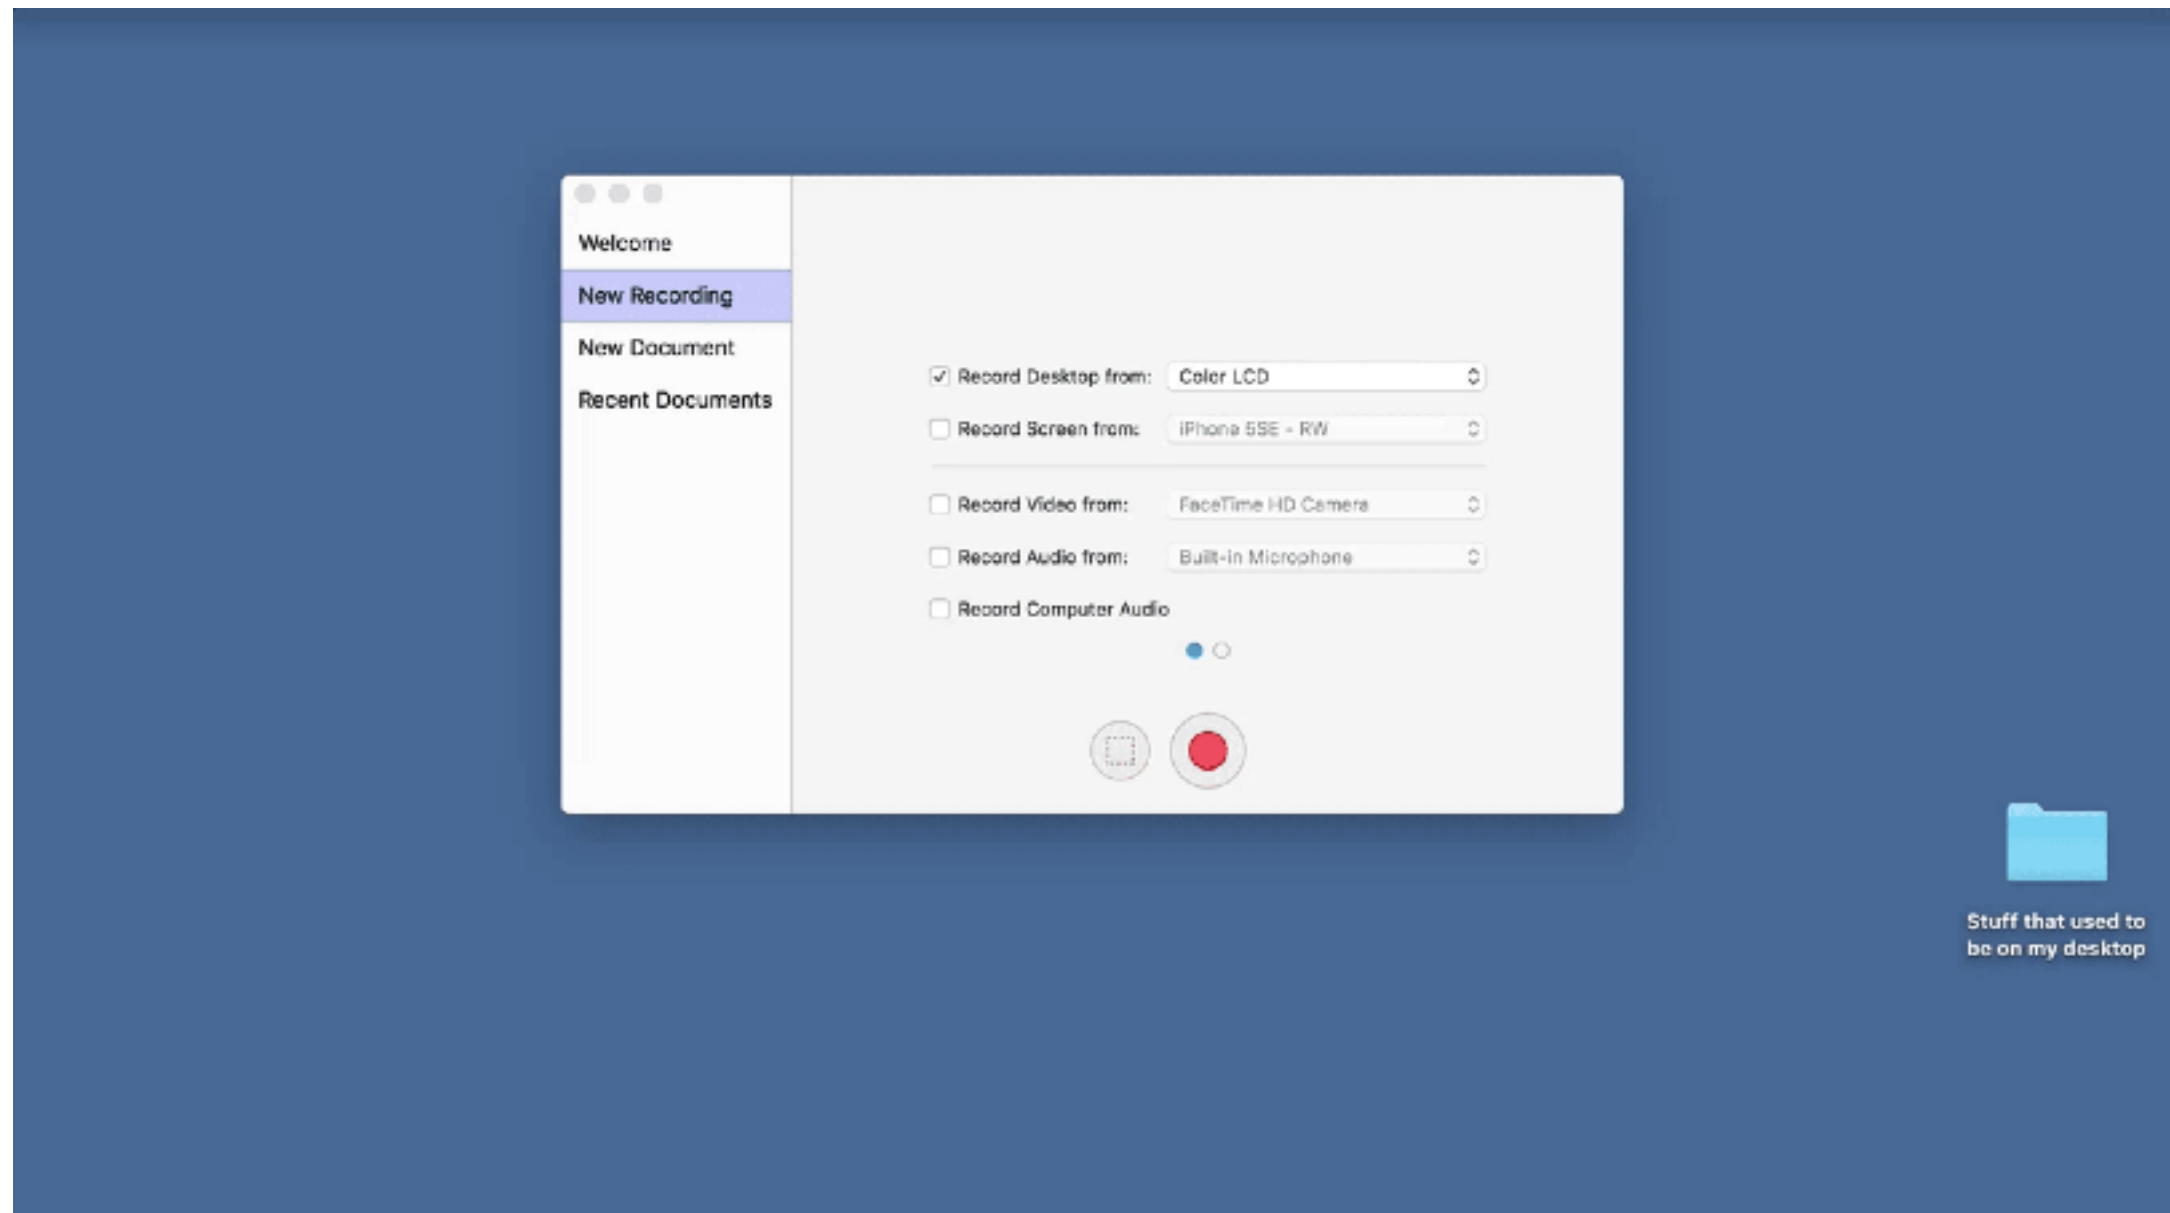 Welcome
New Recording
New Document
Recent Documents
Record Desktop from: Color LCD
Record Screen from: iPhone 5SE - RW
Record Video from: FaceTime HD Camera
Record Audio from: Built-in Microphone
Record Computer Audio
Stuff that used to
be on my desktop